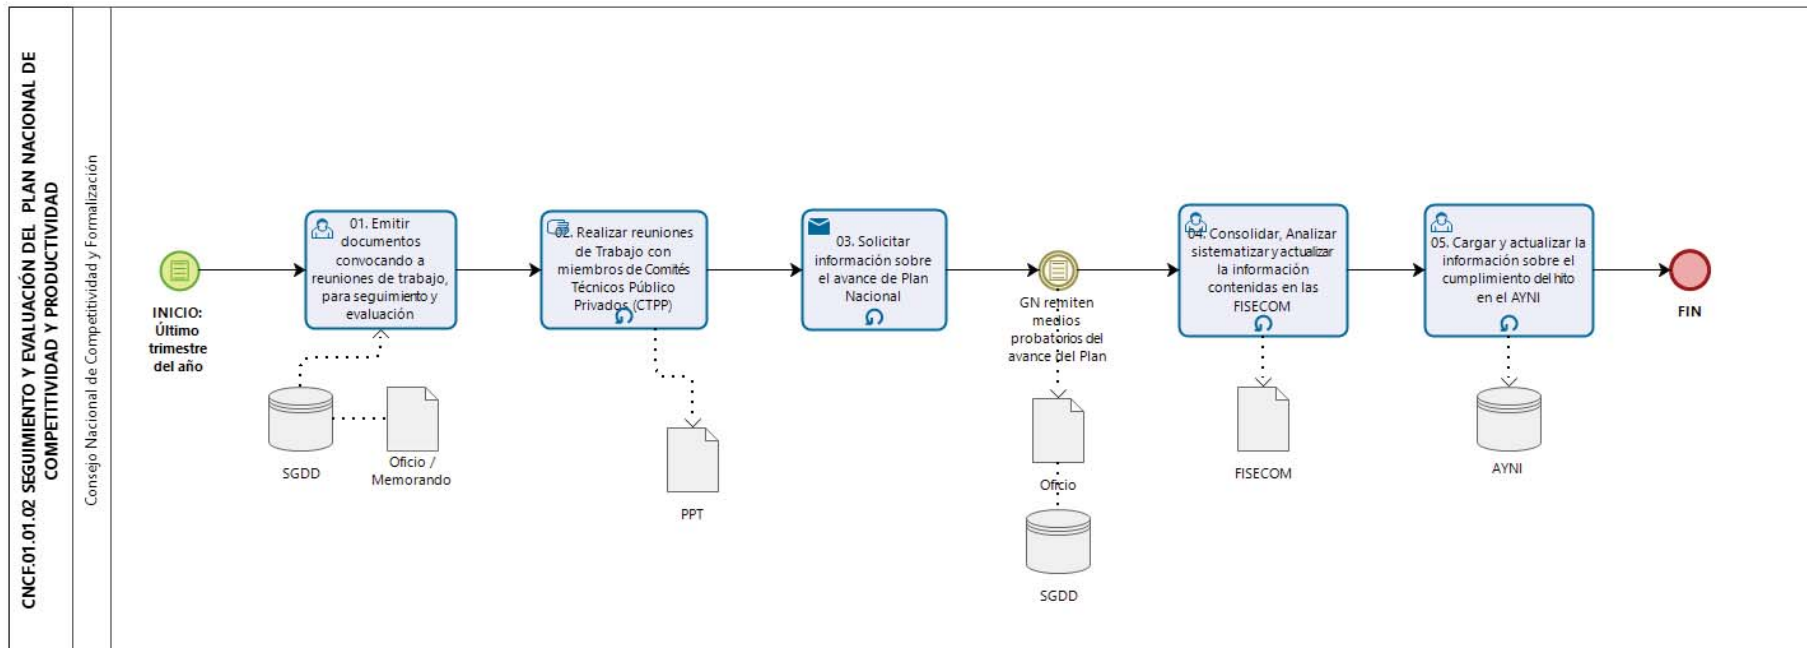 CNCF.01.01.02 SEGUIMIENTO Y EVALUACIÓN DEL PLAN NACIONAL DE
COMPETITIVIDAD Y PRODUCTIVIDAD
Consejo Nacional de Competitividad y Formalización
INICIO:
Último
trimestre
del año
01. Emitir
documentos
convocando a
reuniones de trabajo,
para seguimiento y
evaluación
SGDD
Oficio /
Memorando
02. Realizar reuniones
de Trabajo con
miembros de Comités
Técnicos Público
Privados (CTPP)
PPT
03. Solicitar
información sobre
el avance de Plan
Nacional
GN remiten
medios
probatorios del
avance del Plan
Oficio
SGDD
04. Consolidar, Analizar
sistematizar y actualizar
la información
contenidas en las
FISECOM
FISECOM
05. Cargar y actualizar la
información sobre el
cumplimiento del hito
en el AYNI
AYNI
FIN